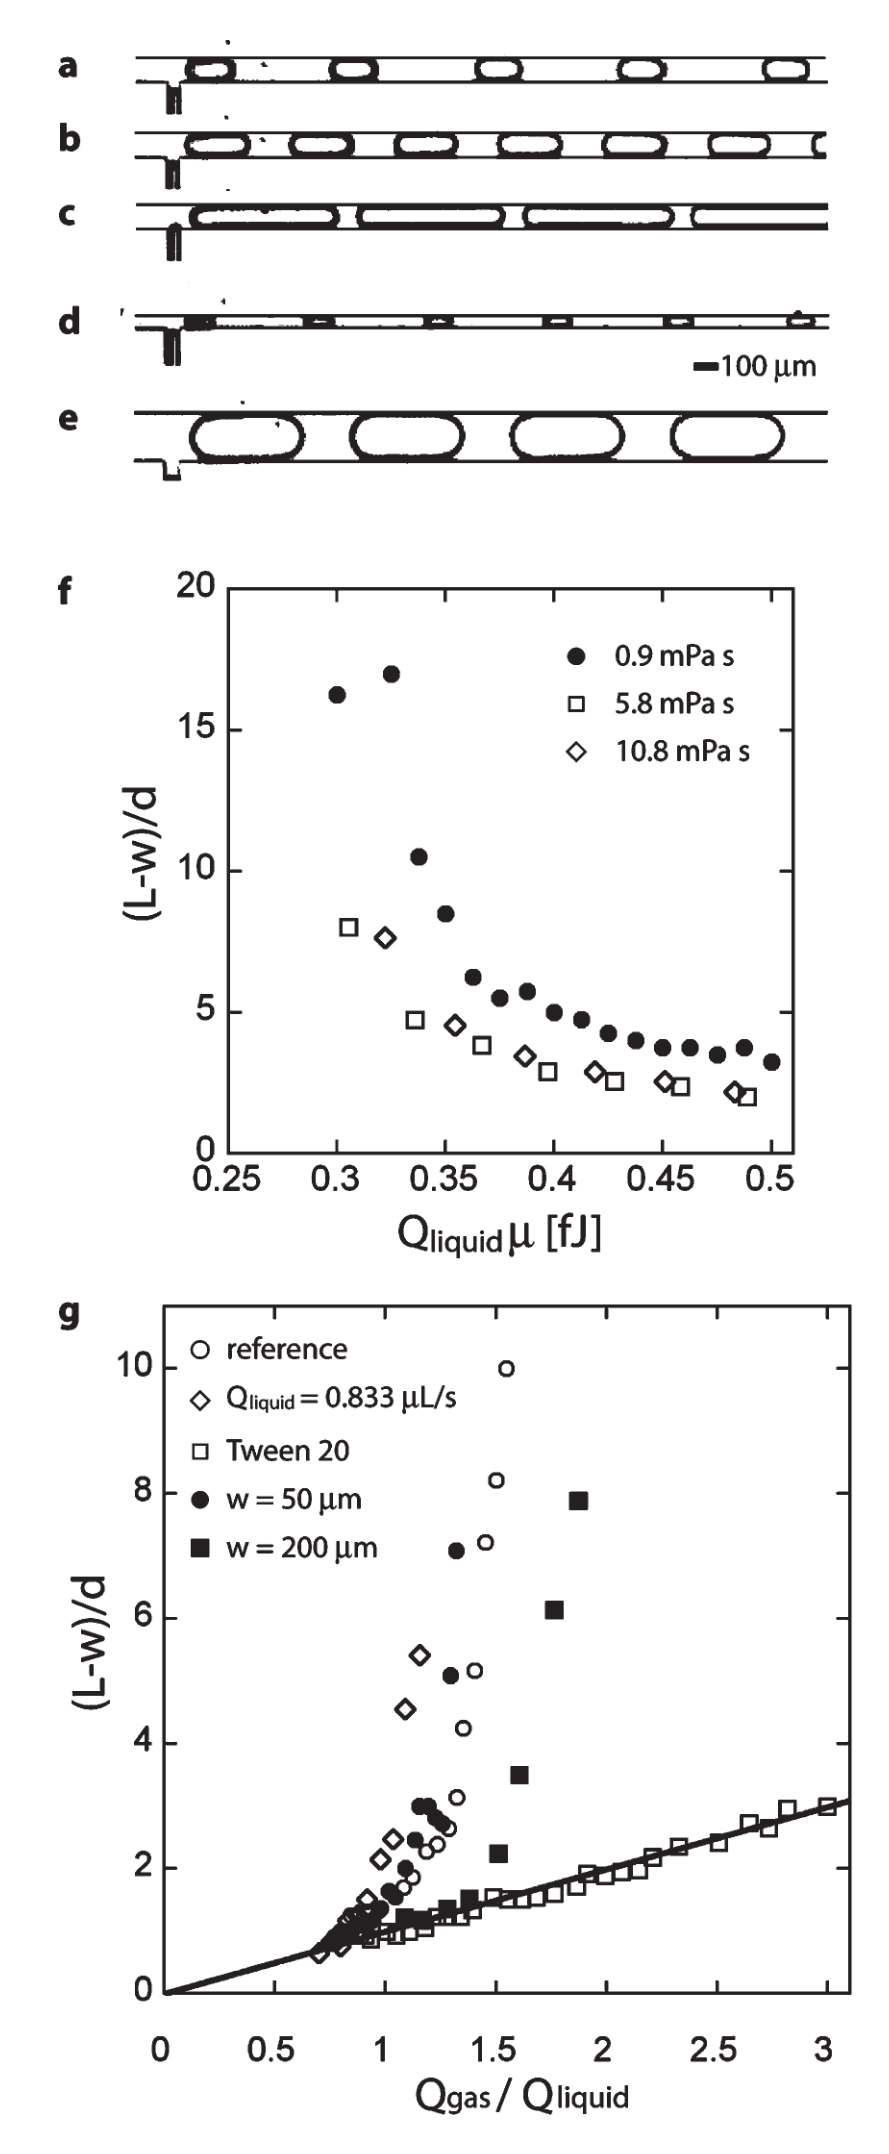 a
b
c
d
100 μm
e
f
20
15
10
5
0
(L-w)/d
0.9 mPa s
5.8 mPa s
10.8 mPa s
0.25 0.3 0.35 0.4 0.45 0.5
Qliquid μ [fJ]
g
10
8
6
4
2
0
(L-w)/d
reference
Qliquid = 0.833 μL/s
Tween 20
w = 50 μm
w = 200 μm
0 0.5 1 1.5 2 2.5 3
Qgas / Qliquid